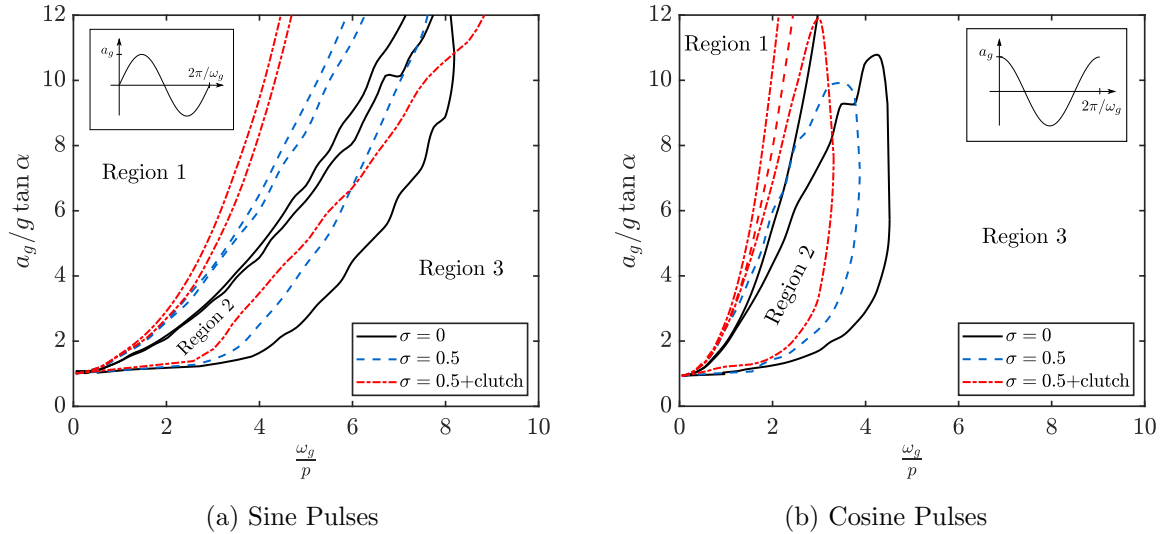 12
10
8
6
4
2
0
a_g/g tan α
a_g
2π/ω_g
Region 1
Region 2
Region 3
σ = 0
σ = 0.5
σ = 0.5+clutch
0 2 4 6 8 10
ω_g/p
(a) Sine Pulses
12
10
8
6
4
2
0
a_g/g tan α
Region 1
a_g
2π/ω_g
Region 2
Region 3
σ = 0
σ = 0.5
σ = 0.5+clutch
0 2 4 6 8 10
ω_g/p
(b) Cosine Pulses